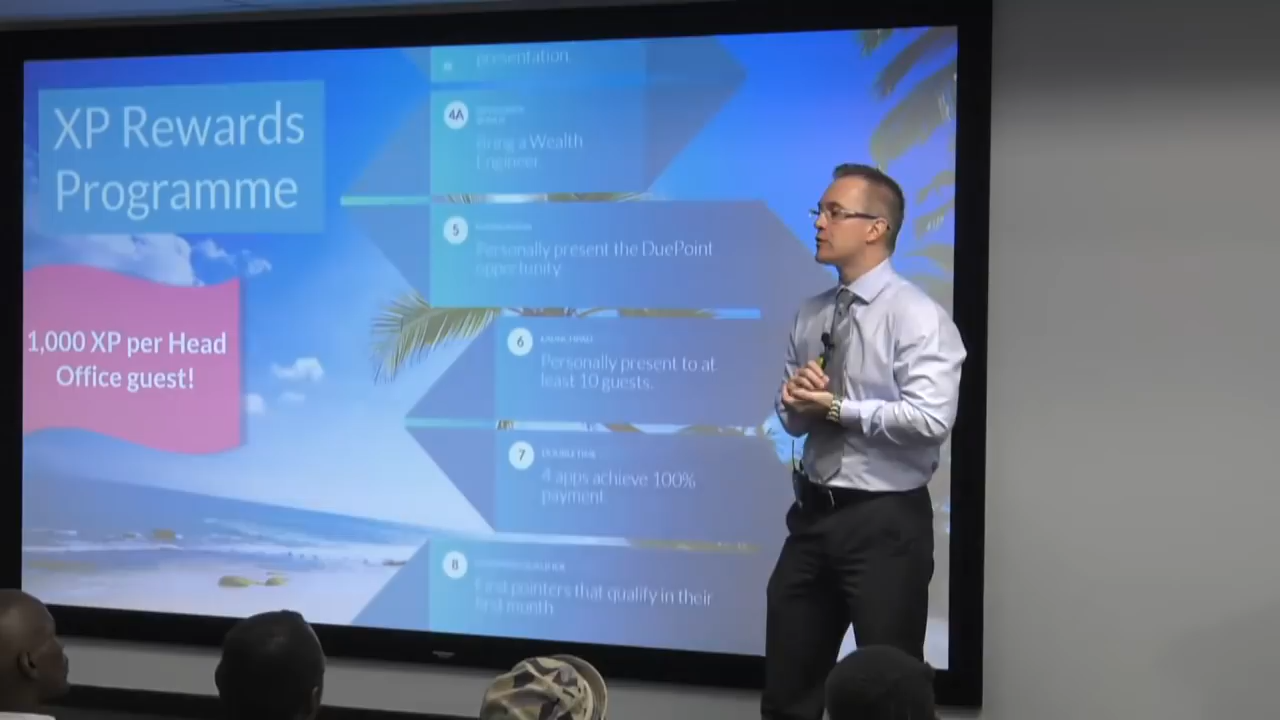 XP Rewards
Programme
1,000 XP per Head
Office guest!
presentation.
4A
Bring a Wealth
Engineer
5
Personally present the DuePoint
opportunity
6
LAUNCHPAD
Personally present to at
least 10 guests.
7
4 apps achieve 100%
payment
8
First pointers that qualify in their
first month